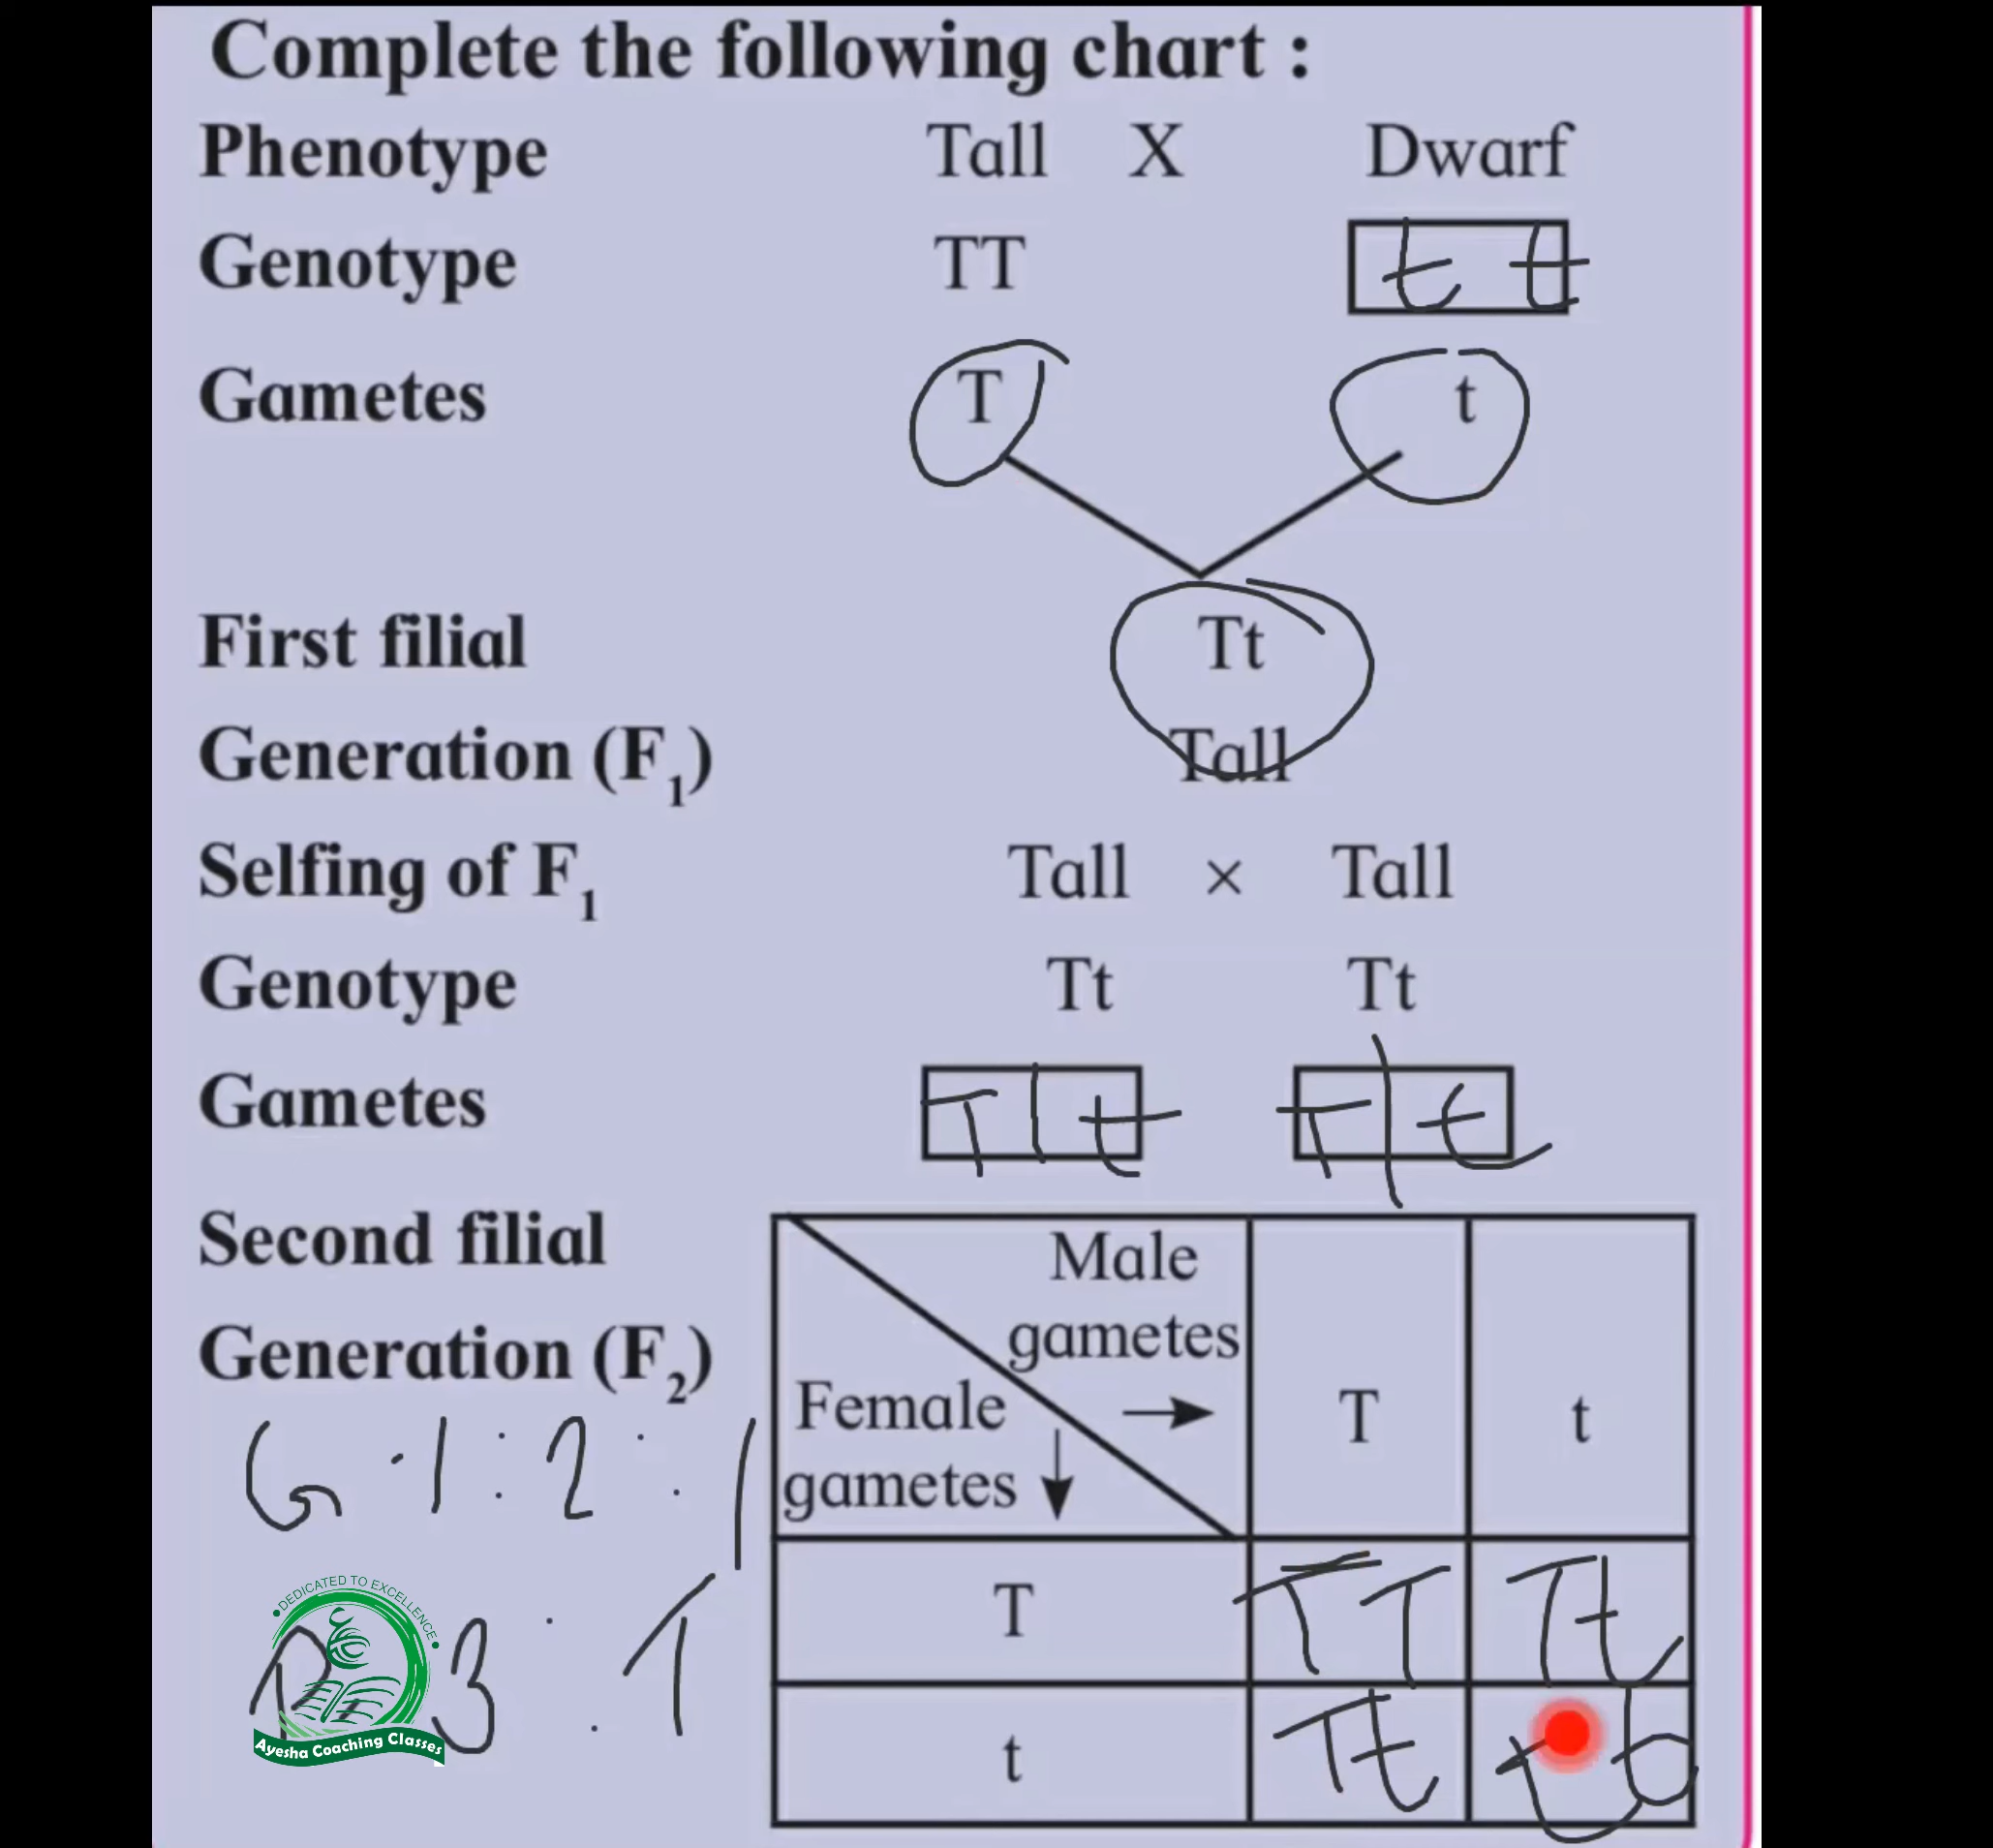 Complete the following chart :
Phenotype Tall X Dwarf
Genotype TT t t
Gametes T t
First filial Tt
Generation (F1) Tall
Selfing of F1 Tall × Tall
Genotype Tt Tt
Gametes T | t T | t
Second filial
Generation (F2)
Male
gametes →
Female
gametes ↓
T t
T TT Tt
t Tt
G 1 : 2 : 1
P 3 : 1
DEDICATED TO EXCELLENCE
Ayesha Coaching Classes